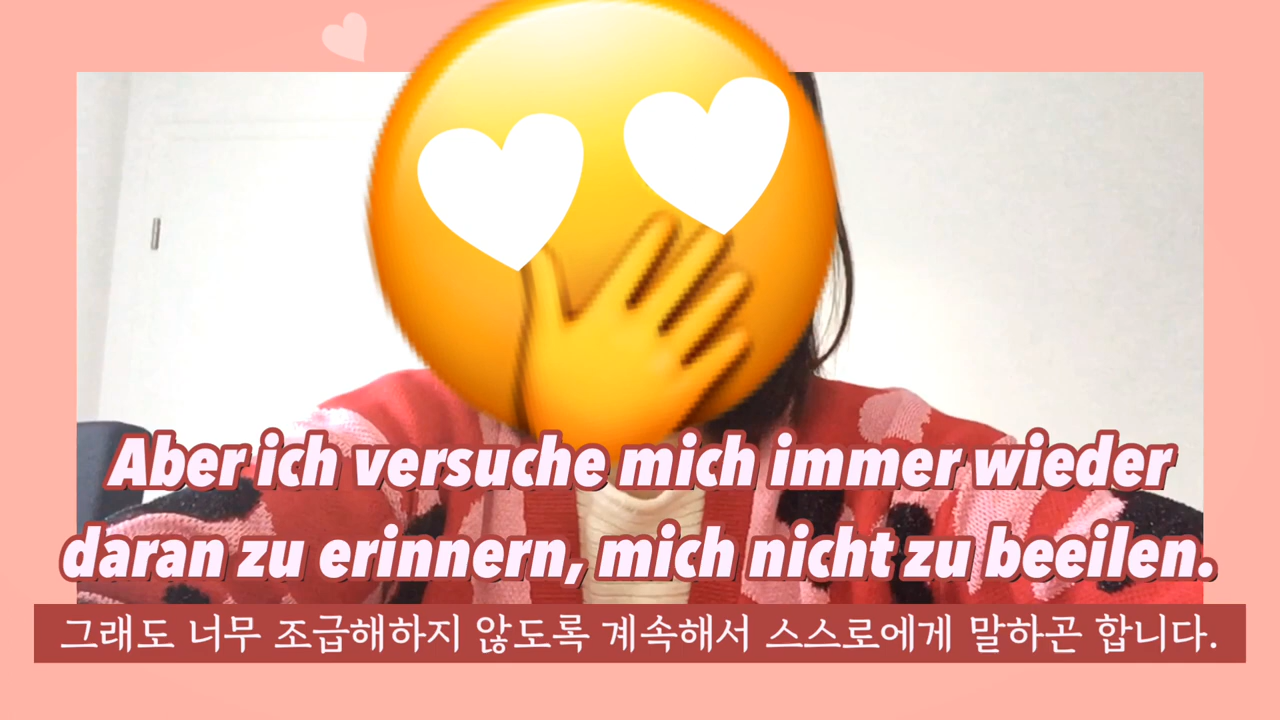 Aber ich versuche mich immer wieder
daran zu erinnern, mich nicht zu beeilen.
그래도 너무 조급해하지 않도록 계속해서 스스로에게 말하곤 합니다.